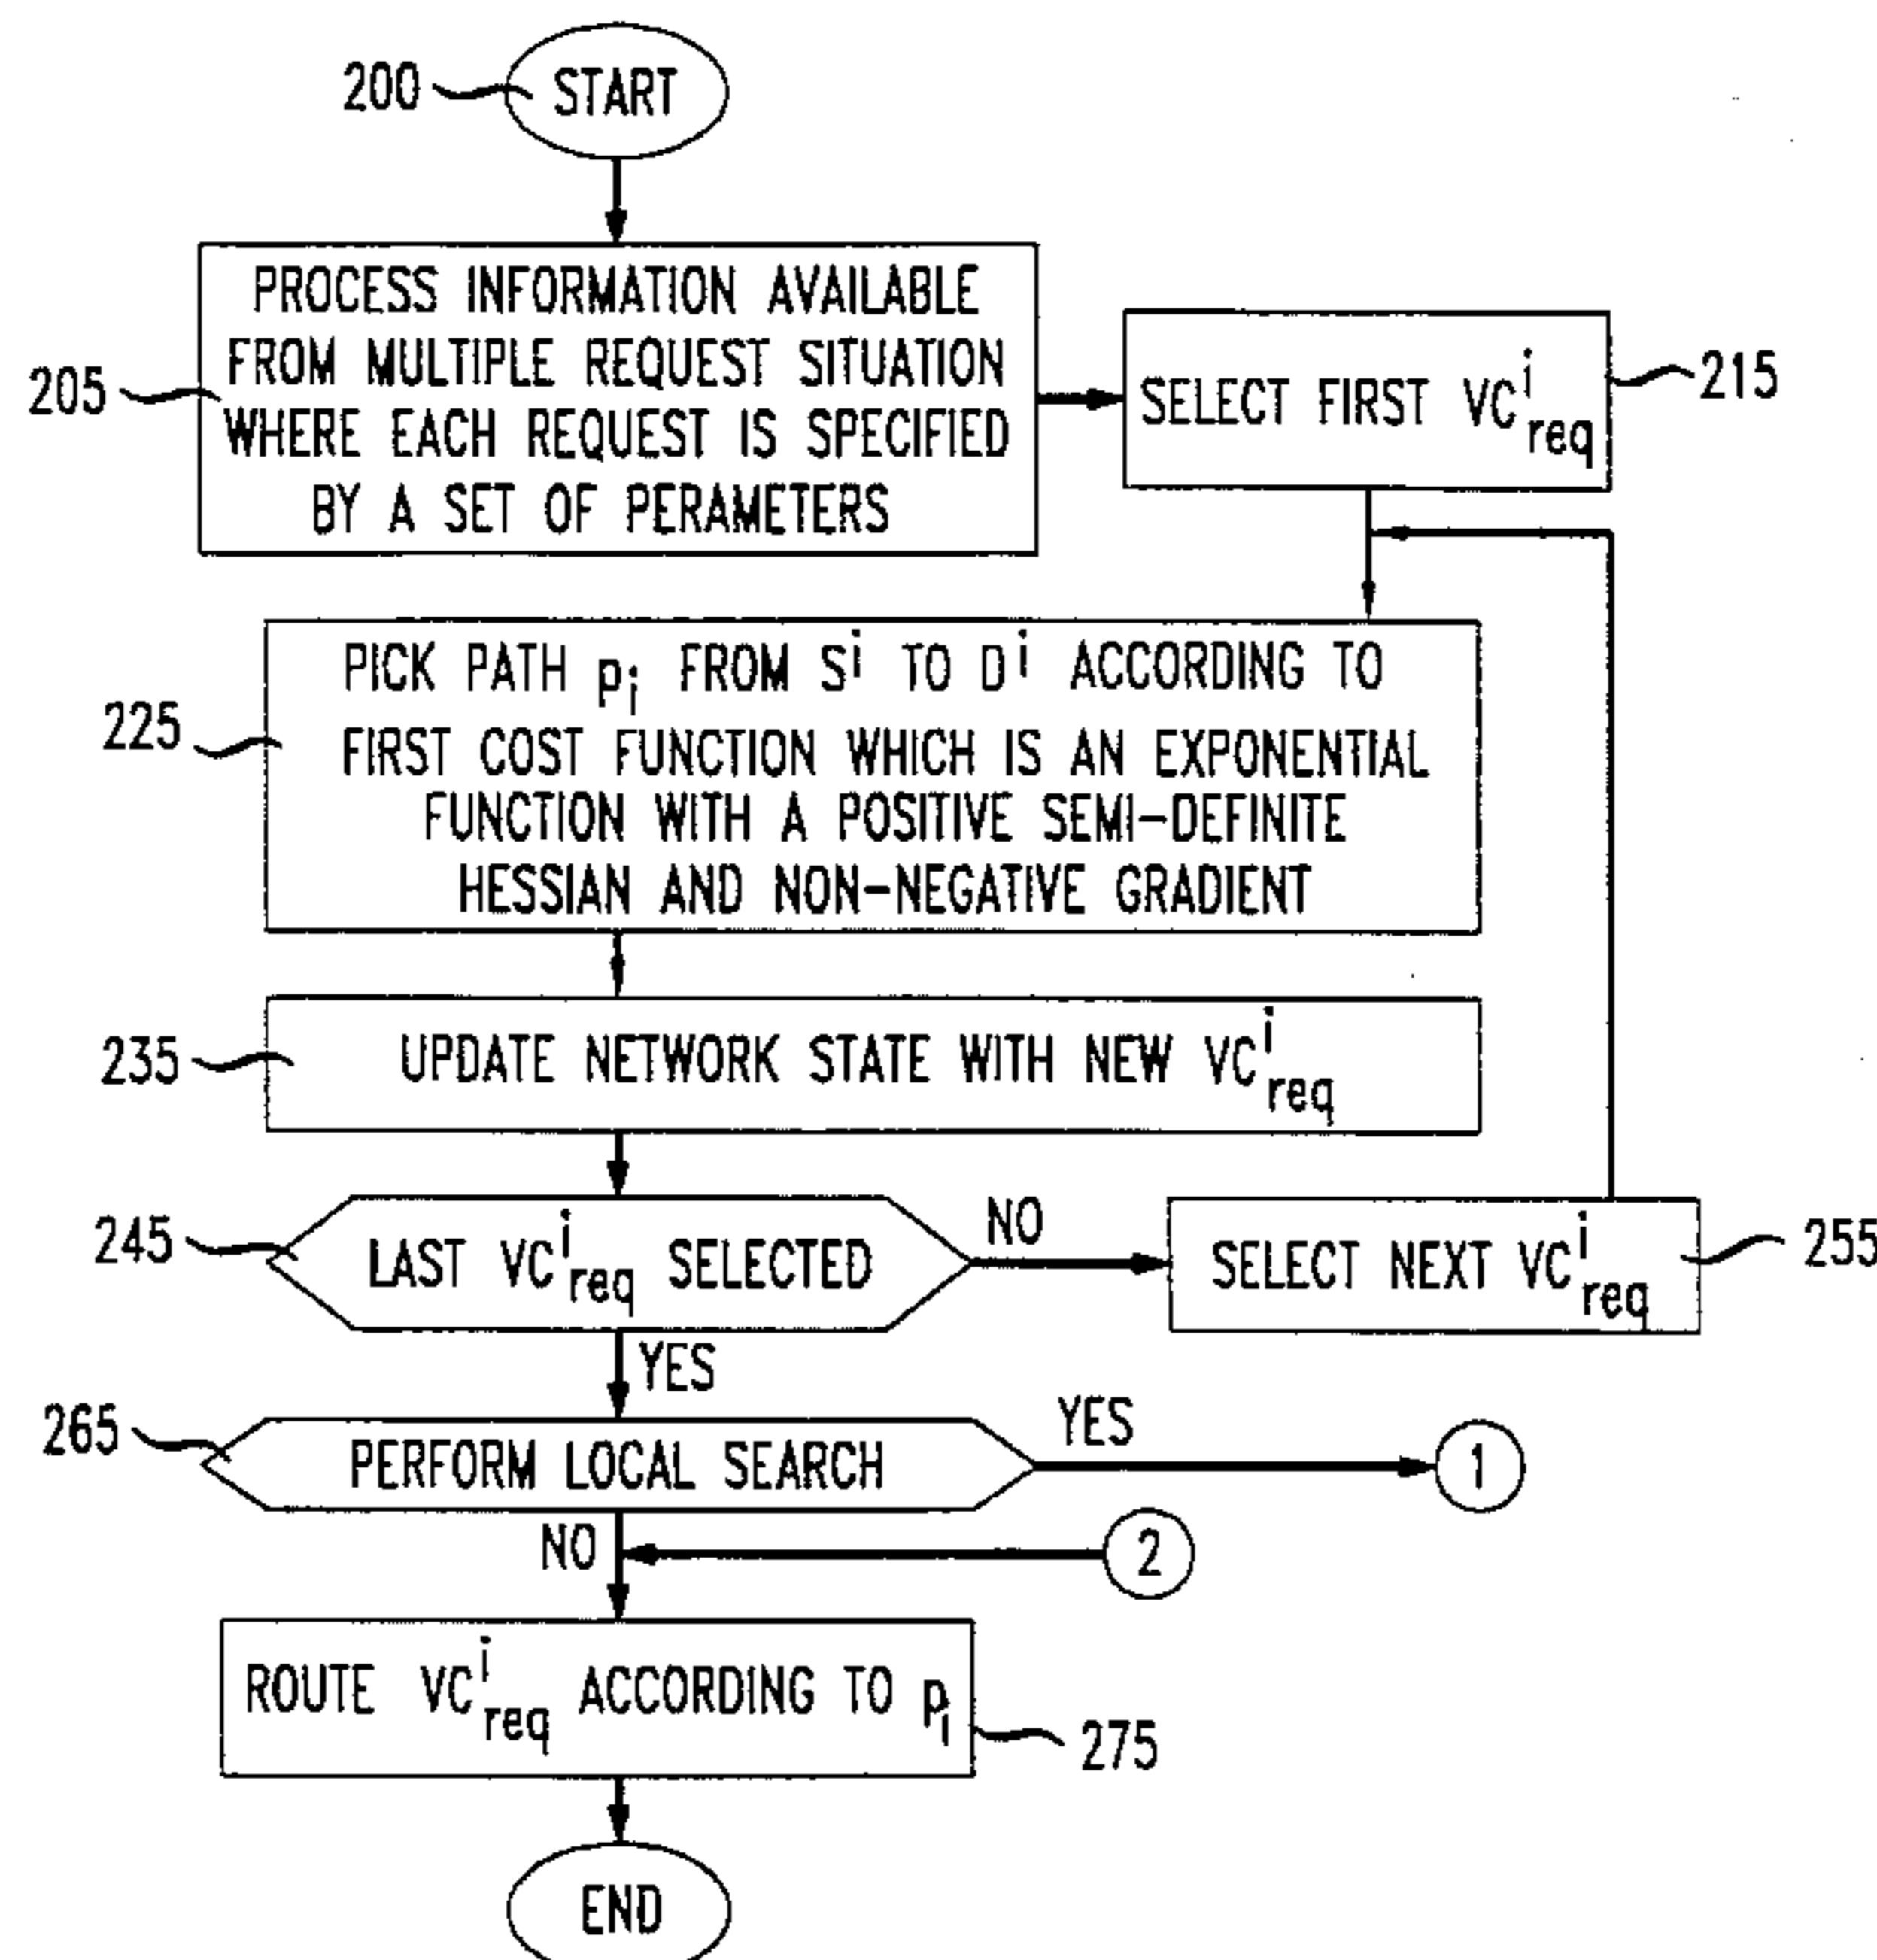 200 START
PROCESS INFORMATION AVAILABLE
FROM MULTIPLE REQUEST SITUATION
WHERE EACH REQUEST IS SPECIFIED
BY A SET OF PERAMETERS
205
SELECT FIRST VC^i_req
215
PICK PATH p_i FROM S^i TO D^i ACCORDING TO
FIRST COST FUNCTION WHICH IS AN EXPONENTIAL
FUNCTION WITH A POSITIVE SEMI-DEFINITE
HESSIAN AND NON-NEGATIVE GRADIENT
225
235 UPDATE NETWORK STATE WITH NEW VC^i_req
245 LAST VC^i_req SELECTED
NO
SELECT NEXT VC^i_req
255
YES
265 PERFORM LOCAL SEARCH
YES
1
NO
2
ROUTE VC^i_req ACCORDING TO p_i
275
END